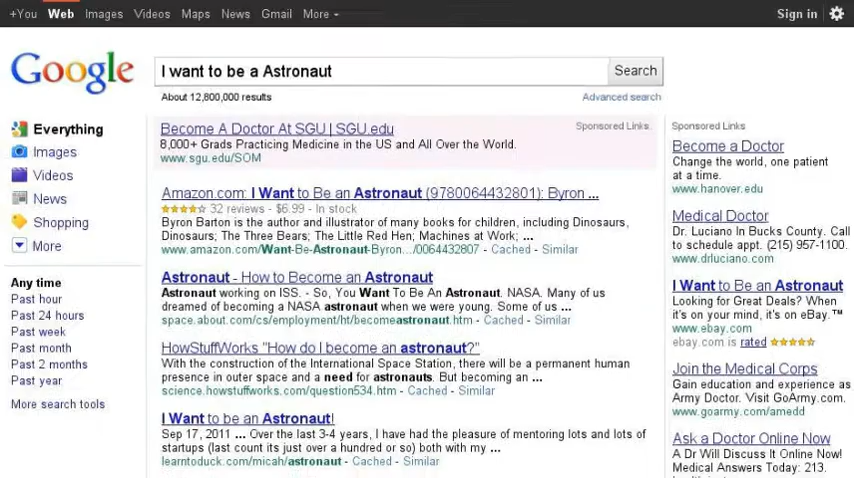 +You Web Images Videos Maps News Gmail More Sign in
Google
I want to be a Astronaut Search
About 12,800,000 results Advanced search
Everything
Images
Videos
News
Shopping
More
Any time
Past hour
Past 24 hours
Past week
Past month
Past 2 months
Past year
More search tools
Become A Doctor At SGU | SGU.edu Sponsored Links
8,000+ Grads Practicing Medicine in the US and All Over the World.
www.sgu.edu/SOM
Amazon.com: I Want to Be an Astronaut (9780064432801): Byron ...
32 reviews - $6.99 - In stock
Byron Barton is the author and illustrator of many books for children, including Dinosaurs,
Dinosaurs; The Three Bears; The Little Red Hen; Machines at Work; ...
www.amazon.com/Want-Be-Astronaut-Byron.../0064432807 - Cached - Similar
Astronaut - How to Become an Astronaut
Astronaut working on ISS. - So, You Want To Be An Astronaut. NASA. Many of us
dreamed of becoming a NASA astronaut when we were young. Some of us ...
space.about.com/cs/employment/ht/becomeastronaut.htm - Cached - Similar
HowStuffWorks "How do I become an astronaut?"
With the construction of the International Space Station, there will be a permanent human
presence in outer space and a need for astronauts. But becoming an ...
science.howstuffworks.com/question534.htm - Cached - Similar
I Want to be an Astronaut!
Sep 17, 2011 ... Over the last 3-4 years, I have had the pleasure of mentoring lots and lots of
startups (last count its just over a hundred or so) both with my ...
learntoduck.com/micah/astronaut - Cached - Similar
Sponsored Links
Become a Doctor
Change the world, one patient
at a time.
www.hanover.edu
Medical Doctor
Dr. Luciano In Bucks County. Call
to schedule appt. (215) 957-1100.
www.drluciano.com
I Want to Be an Astronaut
Looking for Great Deals? When
it's on your mind, it's on eBay.™
www.ebay.com
ebay.com is rated
Join the Medical Corps
Gain education and experience as
Army Doctor. Visit GoArmy.com.
www.goarmy.com/amedd
Ask a Doctor Online Now
A Dr Will Discuss It Online Now!
Medical Answers Today: 213.